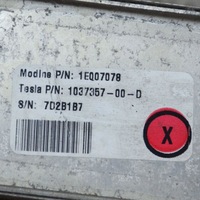 Modine P/N: 1EQ07078
Tesla P/N: 1037357-00-D
S/N: 7D2B1B7
X